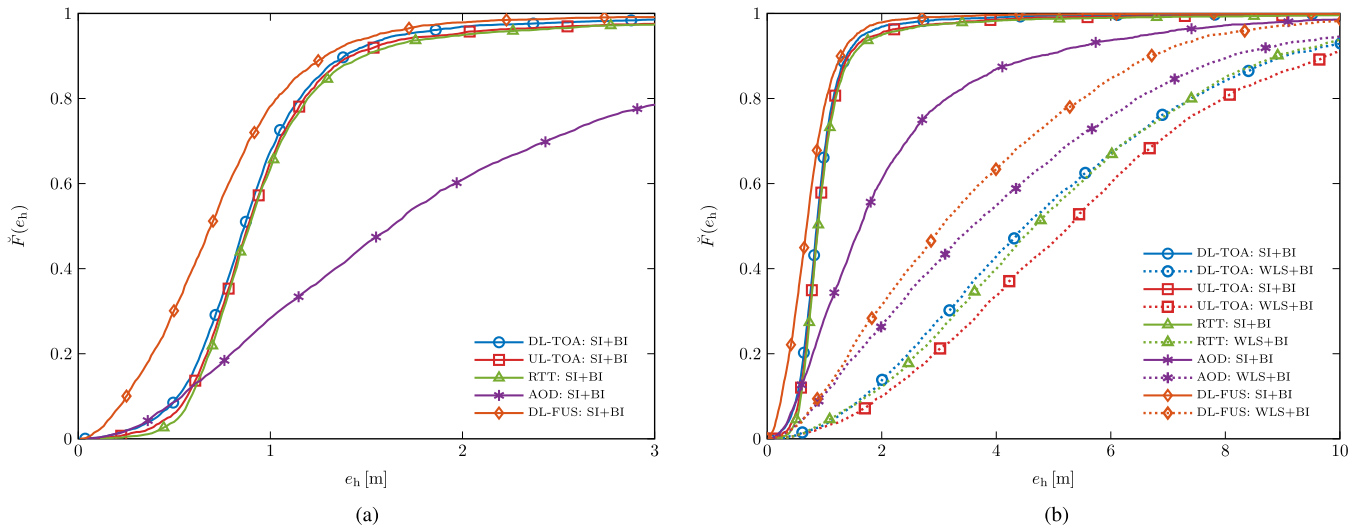 1
0.8
0.6
0.4
0.2
0
F̆(e_h)
0 1 2 3
e_h [m]
DL-TOA: SI+BI
UL-TOA: SI+BI
RTT: SI+BI
AOD: SI+BI
DL-FUS: SI+BI
(a)
1
0.8
0.6
0.4
0.2
0
F̆(e_h)
0 2 4 6 8 10
e_h [m]
DL-TOA: SI+BI
DL-TOA: WLS+BI
UL-TOA: SI+BI
UL-TOA: WLS+BI
RTT: SI+BI
RTT: WLS+BI
AOD: SI+BI
AOD: WLS+BI
DL-FUS: SI+BI
DL-FUS: WLS+BI
(b)